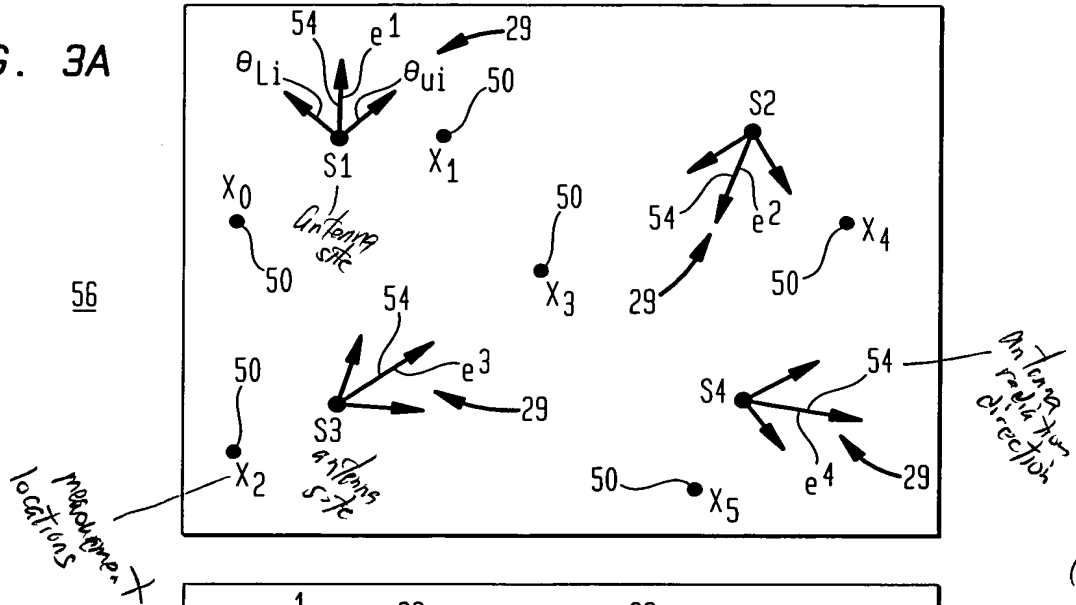 G. 3A
54
e1
29
θLi
θui
50
S1
X1
S2
X0
Antenna
site
50
50
X3
54
e2
X4
50
29
56
54
e3
29
S3
antenna
site
50
X2
measurement
locations
S4
54
antenna
radiation
direction
e4
29
50
X5
1